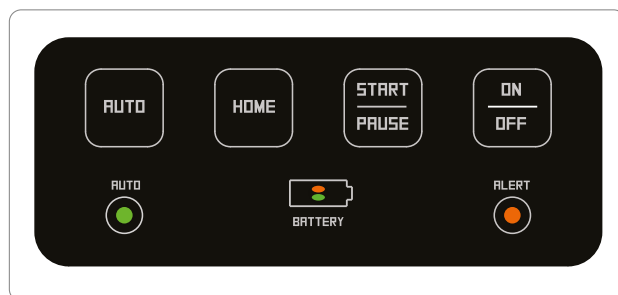 AUTO
HOME
START
PAUSE
ON
OFF
AUTO
BATTERY
ALERT